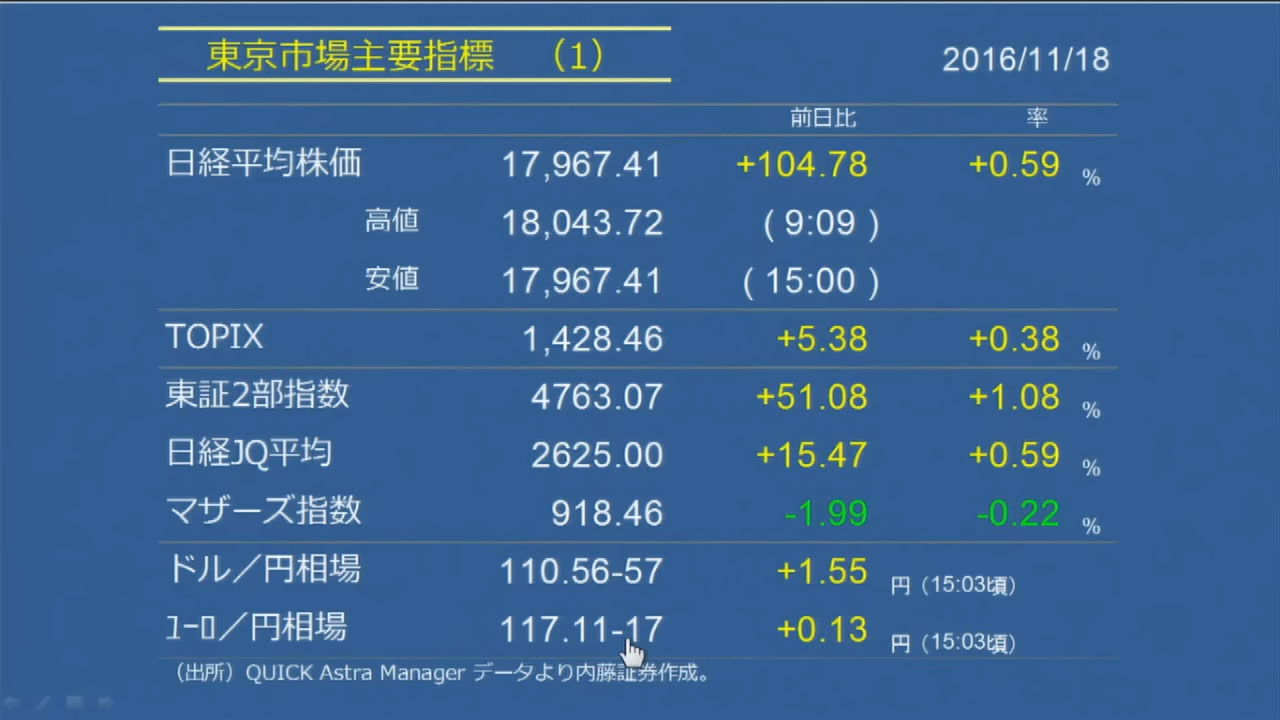 東京市場主要指標 （1）
2016/11/18
前日比 率
日経平均株価 17,967.41 +104.78 +0.59 %
高値 18,043.72 ( 9:09 )
安値 17,967.41 ( 15:00 )
TOPIX 1,428.46 +5.38 +0.38 %
東証2部指数 4763.07 +51.08 +1.08 %
日経JQ平均 2625.00 +15.47 +0.59 %
マザーズ指数 918.46 -1.99 -0.22 %
ドル／円相場 110.56-57 +1.55 円（15:03頃）
ﾕｰﾛ／円相場 117.11-17 +0.13 円（15:03頃）
（出所）QUICK Astra Manager データより内藤証券作成。